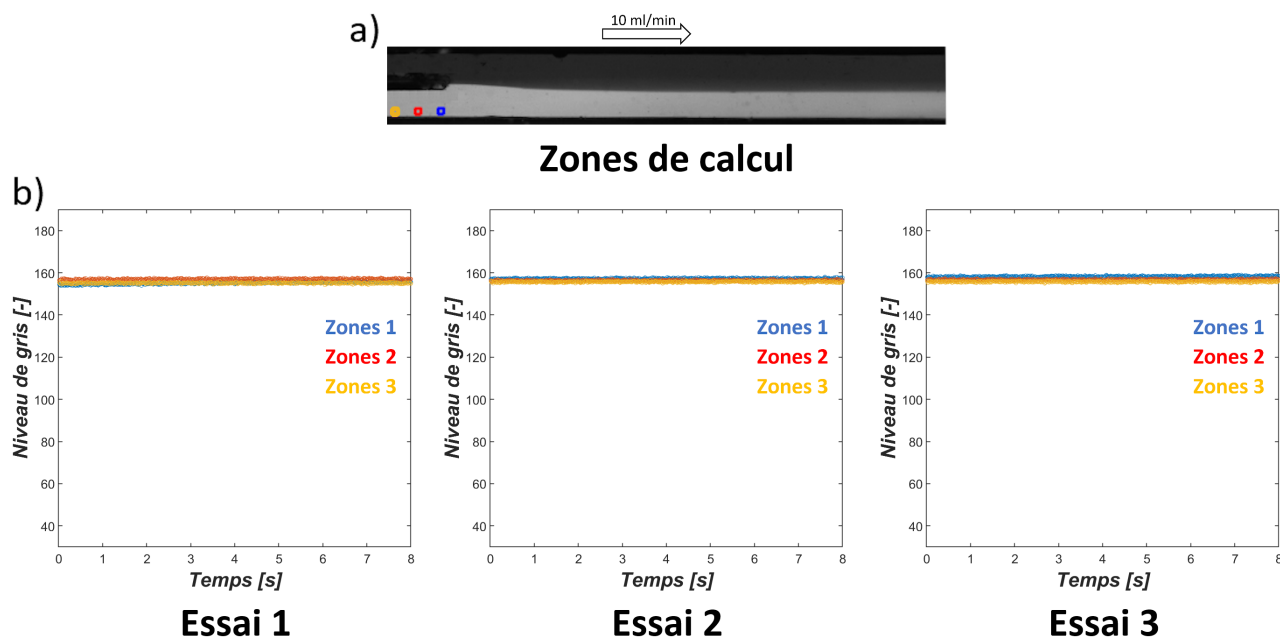 a)
10 ml/min
Zones de calcul
b)
180
160
140
120
100
80
60
40
0 1 2 3 4 5 6 7 8
Niveau de gris [-]
Temps [s]
Zones 1
Zones 2
Zones 3
Essai 1
180
160
140
120
100
80
60
40
0 1 2 3 4 5 6 7 8
Niveau de gris [-]
Temps [s]
Zones 1
Zones 2
Zones 3
Essai 2
180
160
140
120
100
80
60
40
0 1 2 3 4 5 6 7 8
Niveau de gris [-]
Temps [s]
Zones 1
Zones 2
Zones 3
Essai 3